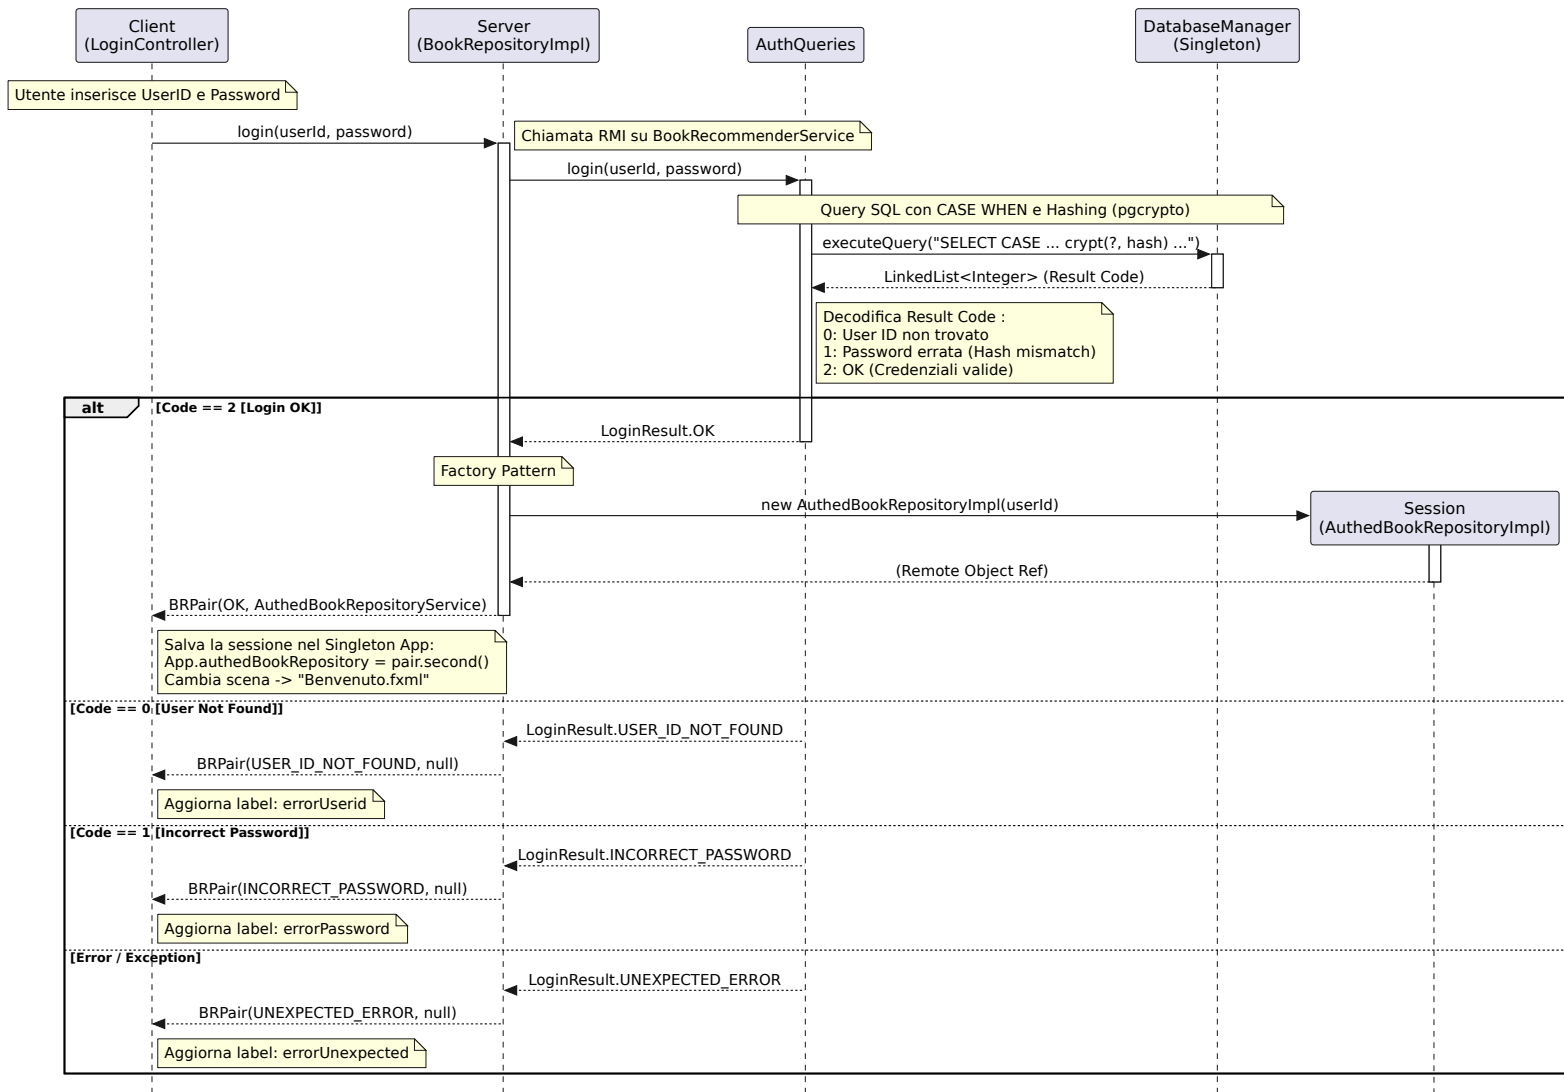 Client
(LoginController)
Server
(BookRepositoryImpl)
AuthQueries
DatabaseManager
(Singleton)
Utente inserisce UserID e Password
login(userId, password)
Chiamata RMI su BookRecommenderService
login(userId, password)
Query SQL con CASE WHEN e Hashing (pgcrypto)
executeQuery("SELECT CASE ... crypt(?, hash) ...")
LinkedList<Integer> (Result Code)
Decodifica Result Code :
0: User ID non trovato
1: Password errata (Hash mismatch)
2: OK (Credenziali valide)
alt
[Code == 2 [Login OK]]
LoginResult.OK
Factory Pattern
new AuthedBookRepositoryImpl(userId)
Session
(AuthedBookRepositoryImpl)
(Remote Object Ref)
BRPair(OK, AuthedBookRepositoryService)
Salva la sessione nel Singleton App:
App.authedBookRepository = pair.second()
Cambia scena -> "Benvenuto.fxml"
[Code == 0 [User Not Found]]
LoginResult.USER_ID_NOT_FOUND
BRPair(USER_ID_NOT_FOUND, null)
Aggiorna label: errorUserid
[Code == 1 [Incorrect Password]]
LoginResult.INCORRECT_PASSWORD
BRPair(INCORRECT_PASSWORD, null)
Aggiorna label: errorPassword
[Error / Exception]
LoginResult.UNEXPECTED_ERROR
BRPair(UNEXPECTED_ERROR, null)
Aggiorna label: errorUnexpected